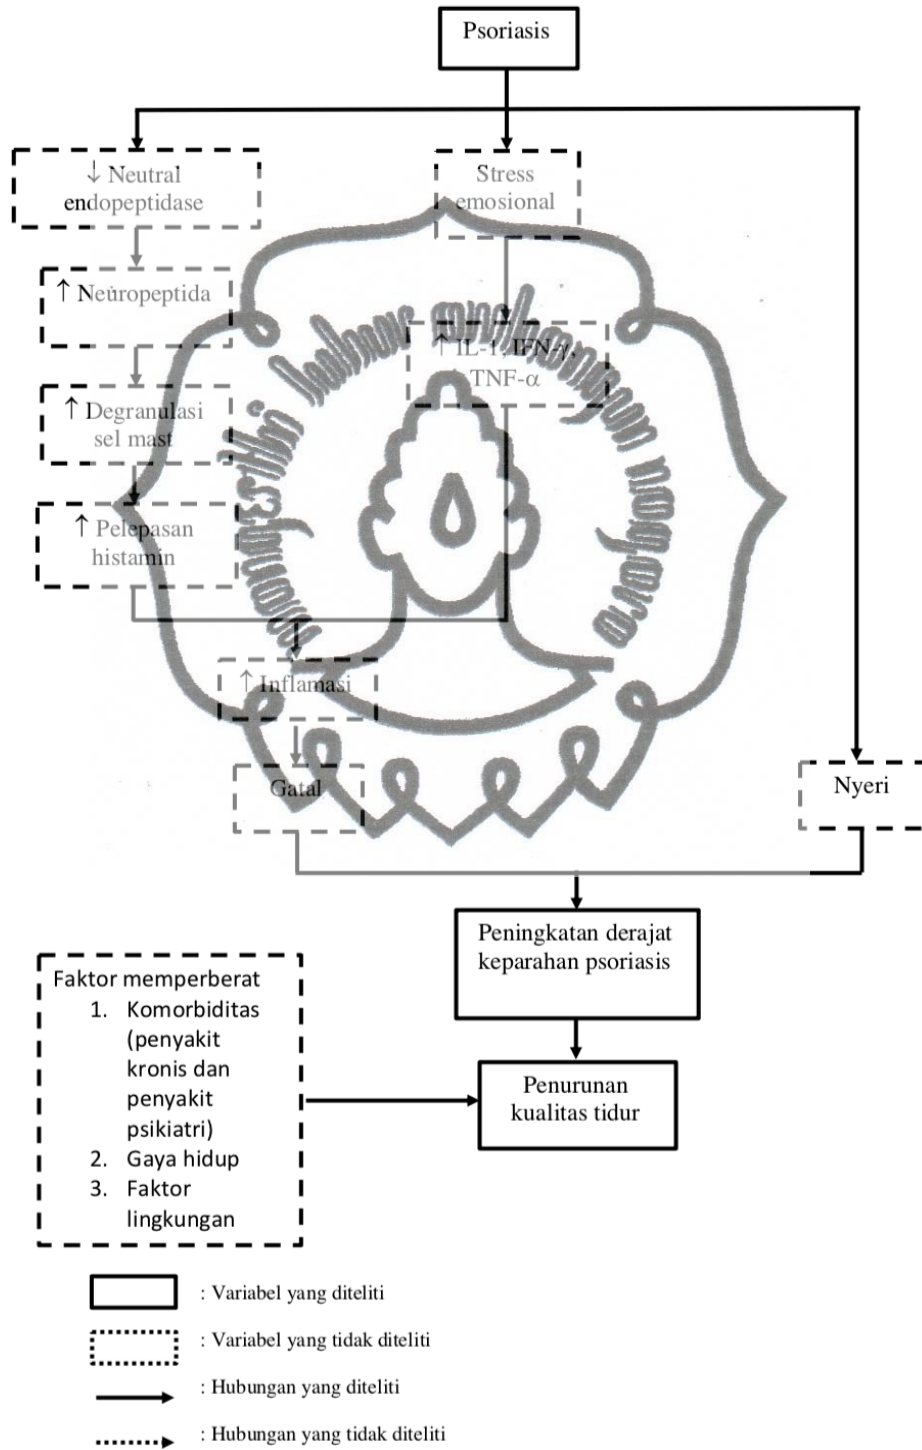 Psoriasis
↓ Neutral
endopeptidase
Stress
emosional
↑ Neuropeptida
↑ IL-1, IFN-γ,
TNF-α
↑ Degranulasi
sel mast
↑ Pelepasan
histamin
↑ Inflamasi
Gatal
Nyeri
Peningkatan derajat
keparahan psoriasis
Faktor memperberat
1. Komorbiditas
(penyakit
kronis dan
penyakit
psikiatri)
2. Gaya hidup
3. Faktor
lingkungan
Penurunan
kualitas tidur
: Variabel yang diteliti
: Variabel yang tidak diteliti
: Hubungan yang diteliti
: Hubungan yang tidak diteliti